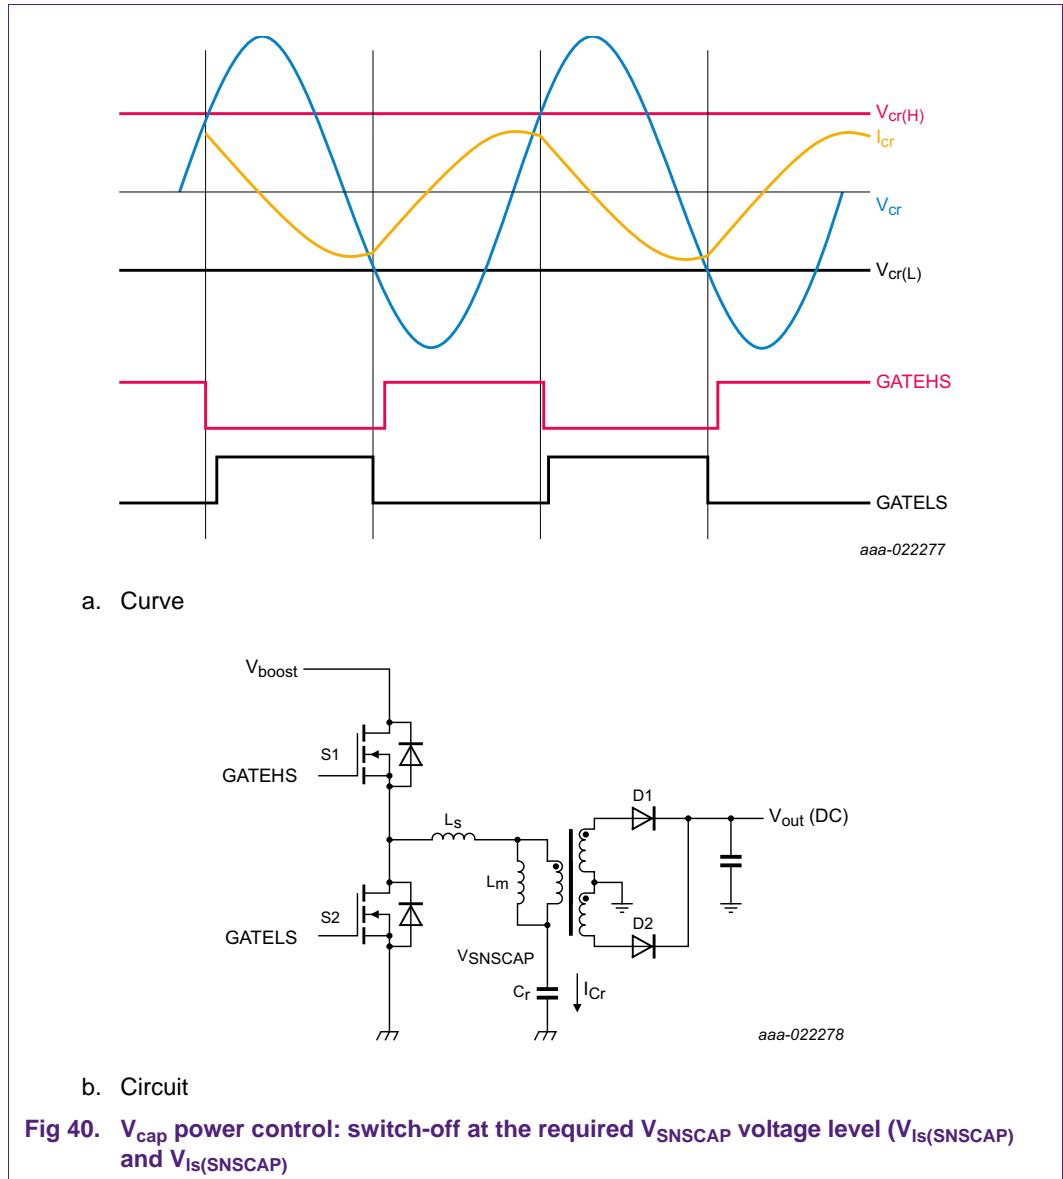 Vcr(H)
Icr
Vcr
Vcr(L)
GATEHS
GATELS
aaa-022277
a. Curve
Vboost
S1
GATEHS
D1
Ls
Vout (DC)
Lm
S2
GATELS
D2
VSNSCAP
Cr
ICr
aaa-022278
b. Circuit
Fig 40. Vcap power control: switch-off at the required VSNSCAP voltage level (Vls(SNSCAP)
and Vls(SNSCAP)